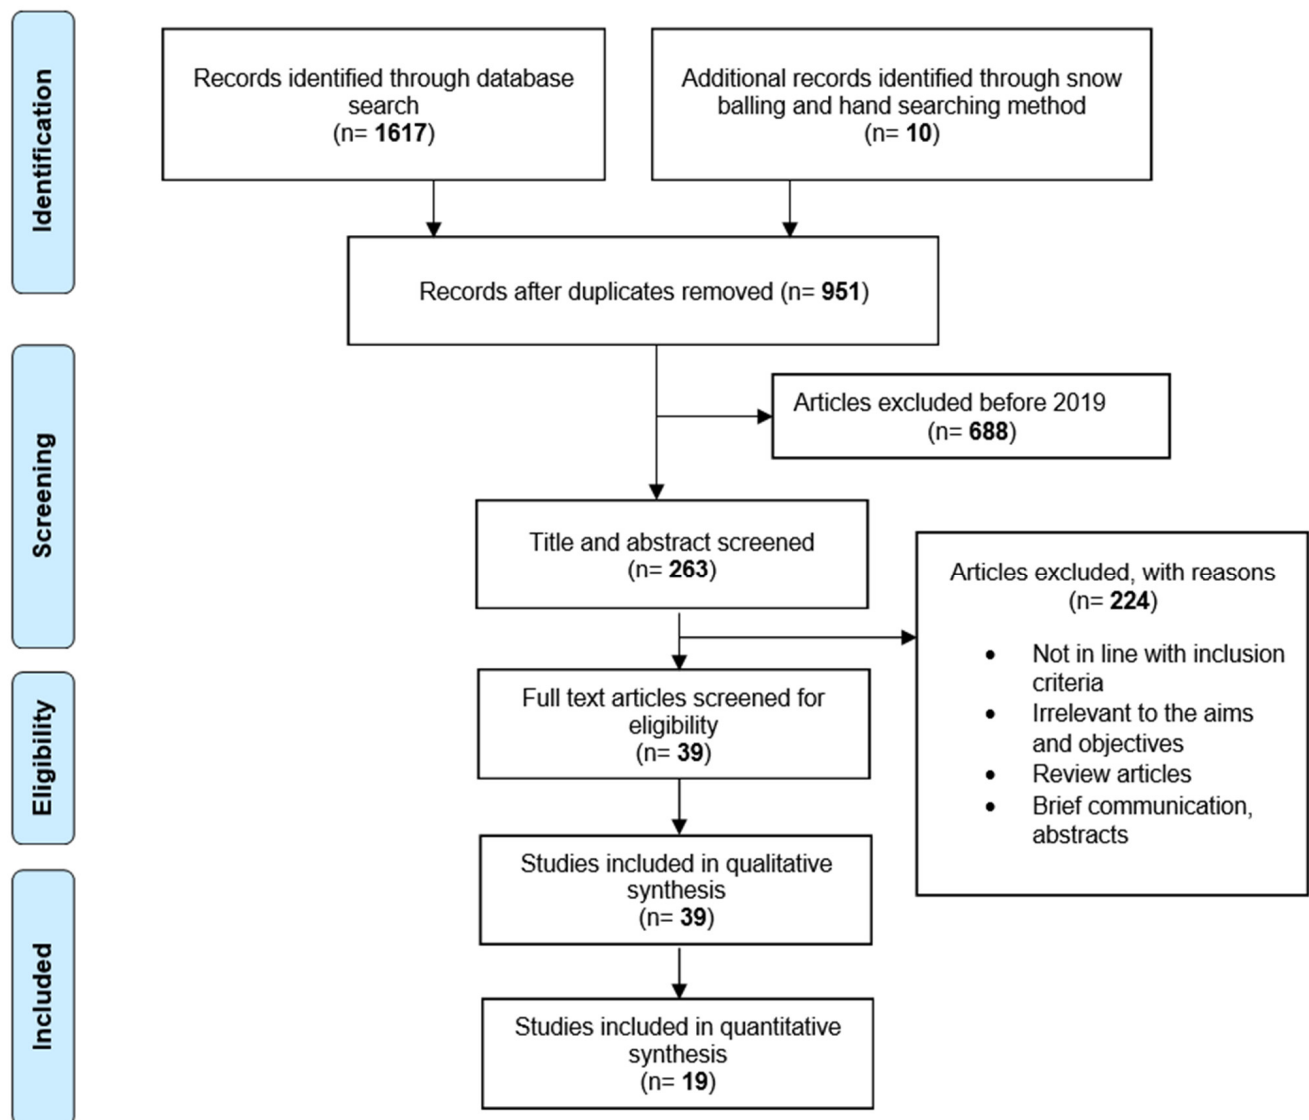 Identification
Records identified through database
search
(n= 1617)
Additional records identified through snow
balling and hand searching method
(n= 10)
Records after duplicates removed (n= 951)
Screening
Articles excluded before 2019
(n= 688)
Title and abstract screened
(n= 263)
Articles excluded, with reasons
(n= 224)
• Not in line with inclusion
criteria
• Irrelevant to the aims
and objectives
• Review articles
• Brief communication,
abstracts
Eligibility
Full text articles screened for
eligibility
(n= 39)
Studies included in qualitative
synthesis
(n= 39)
Included
Studies included in quantitative
synthesis
(n= 19)